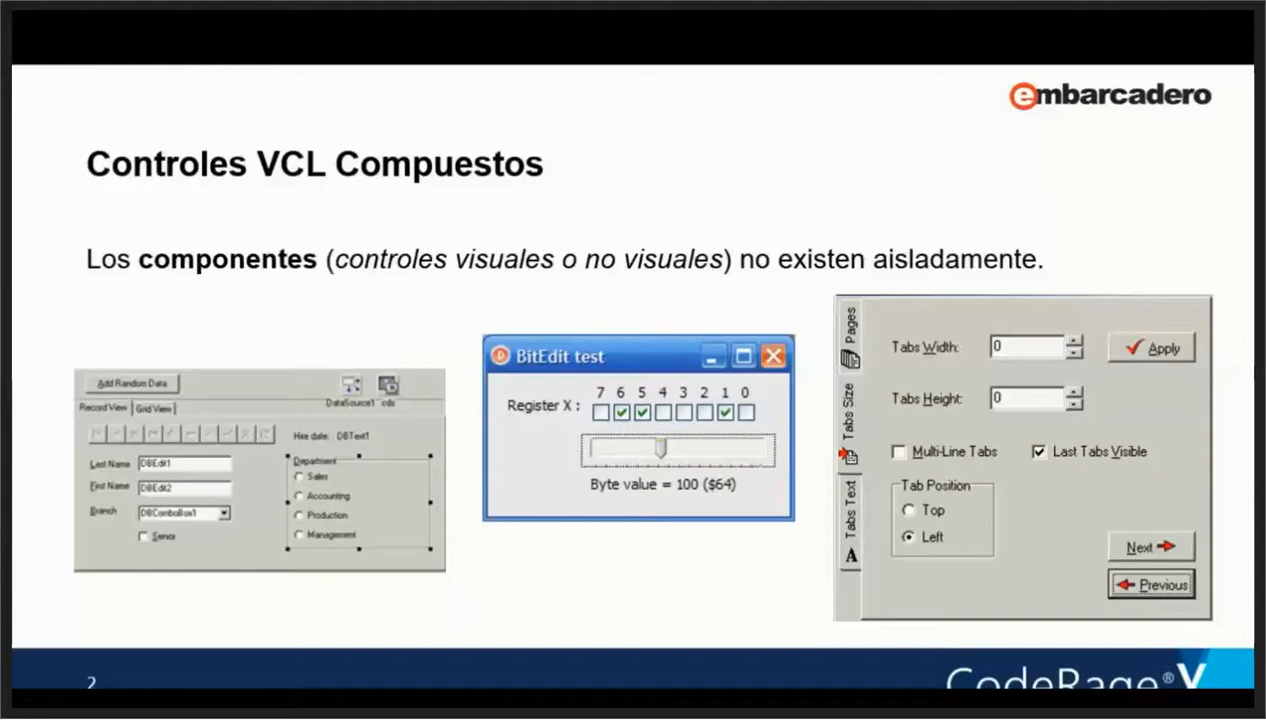 embarcadero
Controles VCL Compuestos
Los componentes (controles visuales o no visuales) no existen aisladamente.
Add Random Data
DataSource1 cds
Record View Grid View
Hire date: DBText1
Last Name DBEdit1
First Name DBEdit2
Branch DBComboBox1
Senior
Department
Sales
Accounting
Production
Management
BitEdit test
7 6 5 4 3 2 1 0
Register X :
Byte value = 100 ($64)
Pages
Tabs Size
Tabs Text
Tabs Width: 0
Apply
Tabs Height: 0
Multi-Line Tabs Last Tabs Visible
Tab Position
Top
Left
Next
Previous
2
CodeRage®